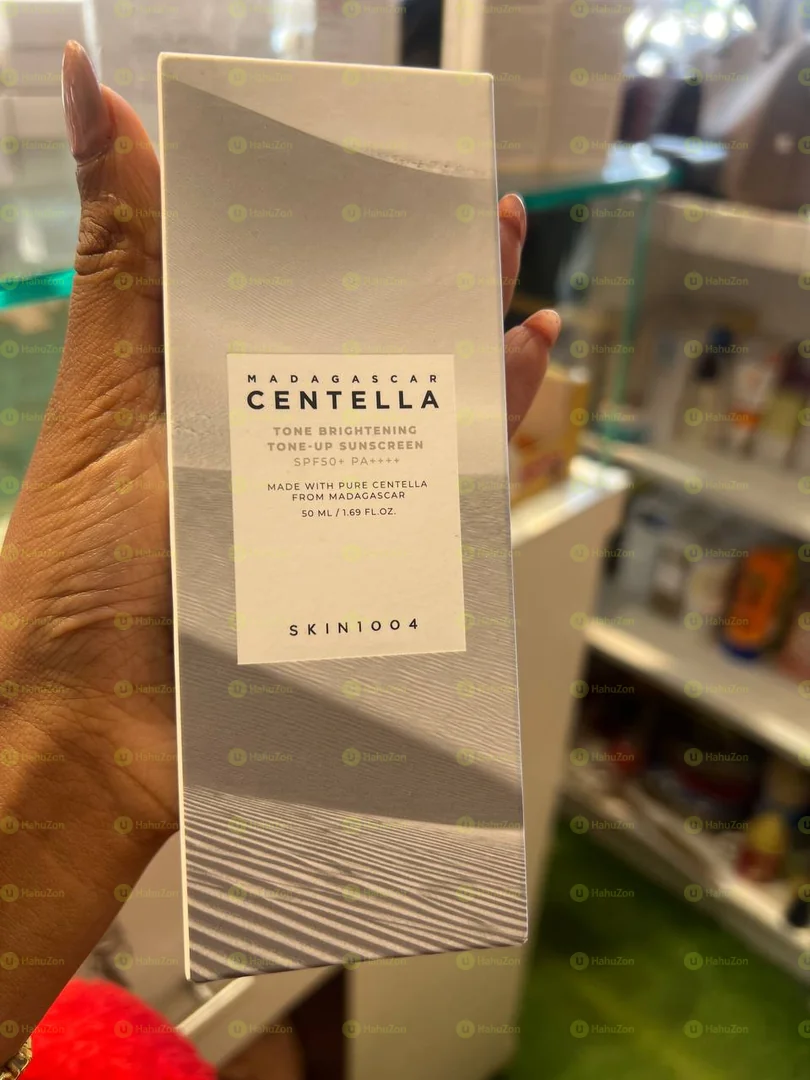 MADAGASCAR
CENTELLA
TONE BRIGHTENING
TONE-UP SUNSCREEN
SPF50+ PA++++
MADE WITH PURE CENTELLA
FROM MADAGASCAR
50 ML / 1.69 FL.OZ.
SKIN1004
HahuZon